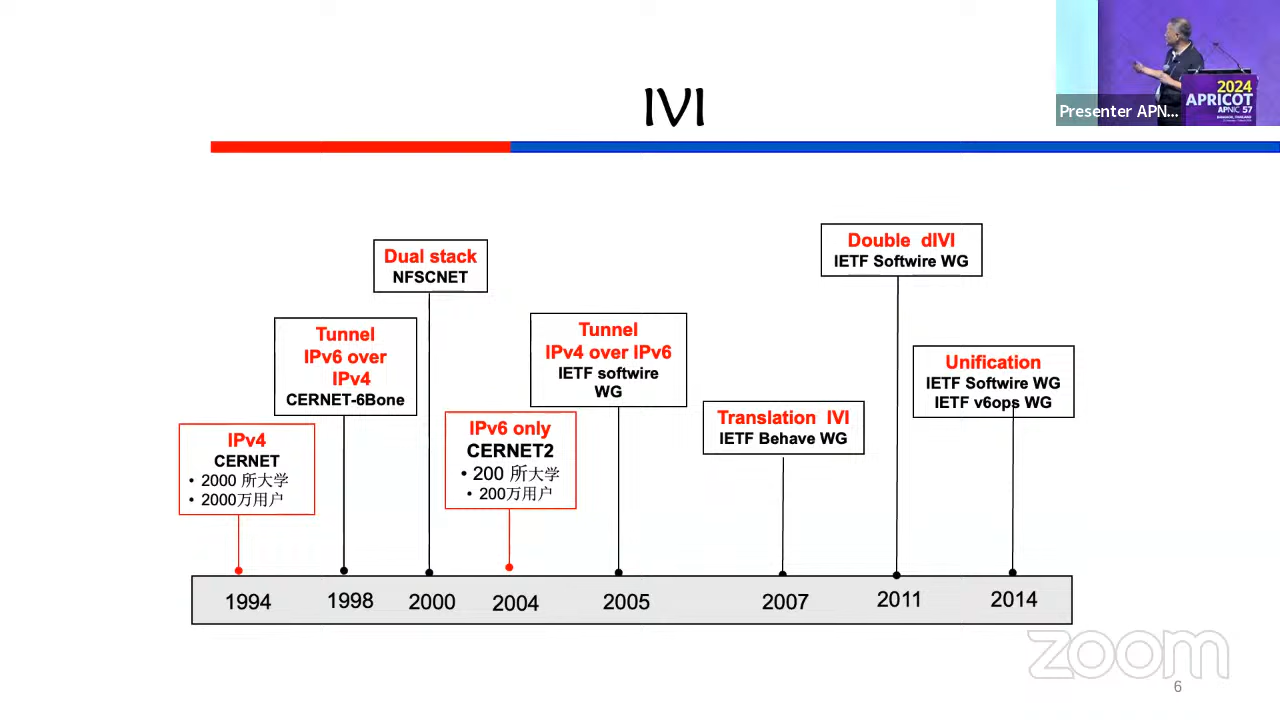 IVI
Presenter APN...
2024
APRICOT
APNIC 57
Dual stack
NFSCNET
Double dIVI
IETF Softwire WG
Tunnel
IPv6 over
IPv4
CERNET-6Bone
Tunnel
IPv4 over IPv6
IETF softwire
WG
Unification
IETF Softwire WG
IETF v6ops WG
Translation IVI
IETF Behave WG
IPv4
CERNET
• 2000 所大学
• 2000万用户
IPv6 only
CERNET2
• 200 所大学
• 200万用户
1994
1998
2000
2004
2005
2007
2011
2014
zoom
6